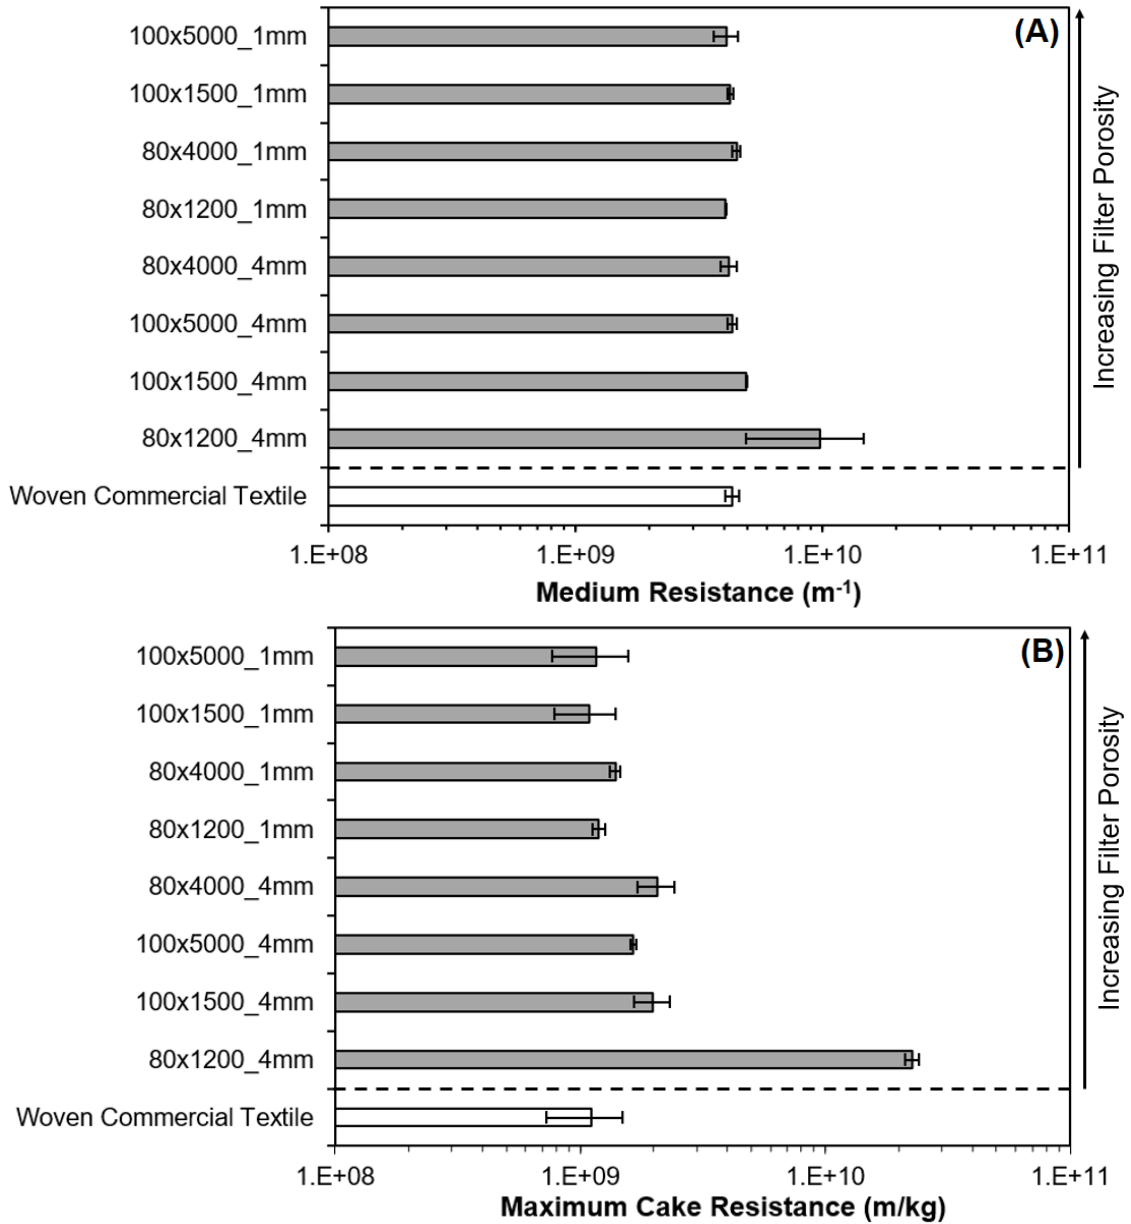 (A)
100x5000_1mm
100x1500_1mm
80x4000_1mm
80x1200_1mm
80x4000_4mm
100x5000_4mm
100x1500_4mm
80x1200_4mm
Woven Commercial Textile
1.E+08 1.E+09 1.E+10 1.E+11
Medium Resistance (m⁻¹)
Increasing Filter Porosity
(B)
100x5000_1mm
100x1500_1mm
80x4000_1mm
80x1200_1mm
80x4000_4mm
100x5000_4mm
100x1500_4mm
80x1200_4mm
Woven Commercial Textile
1.E+08 1.E+09 1.E+10 1.E+11
Maximum Cake Resistance (m/kg)
Increasing Filter Porosity